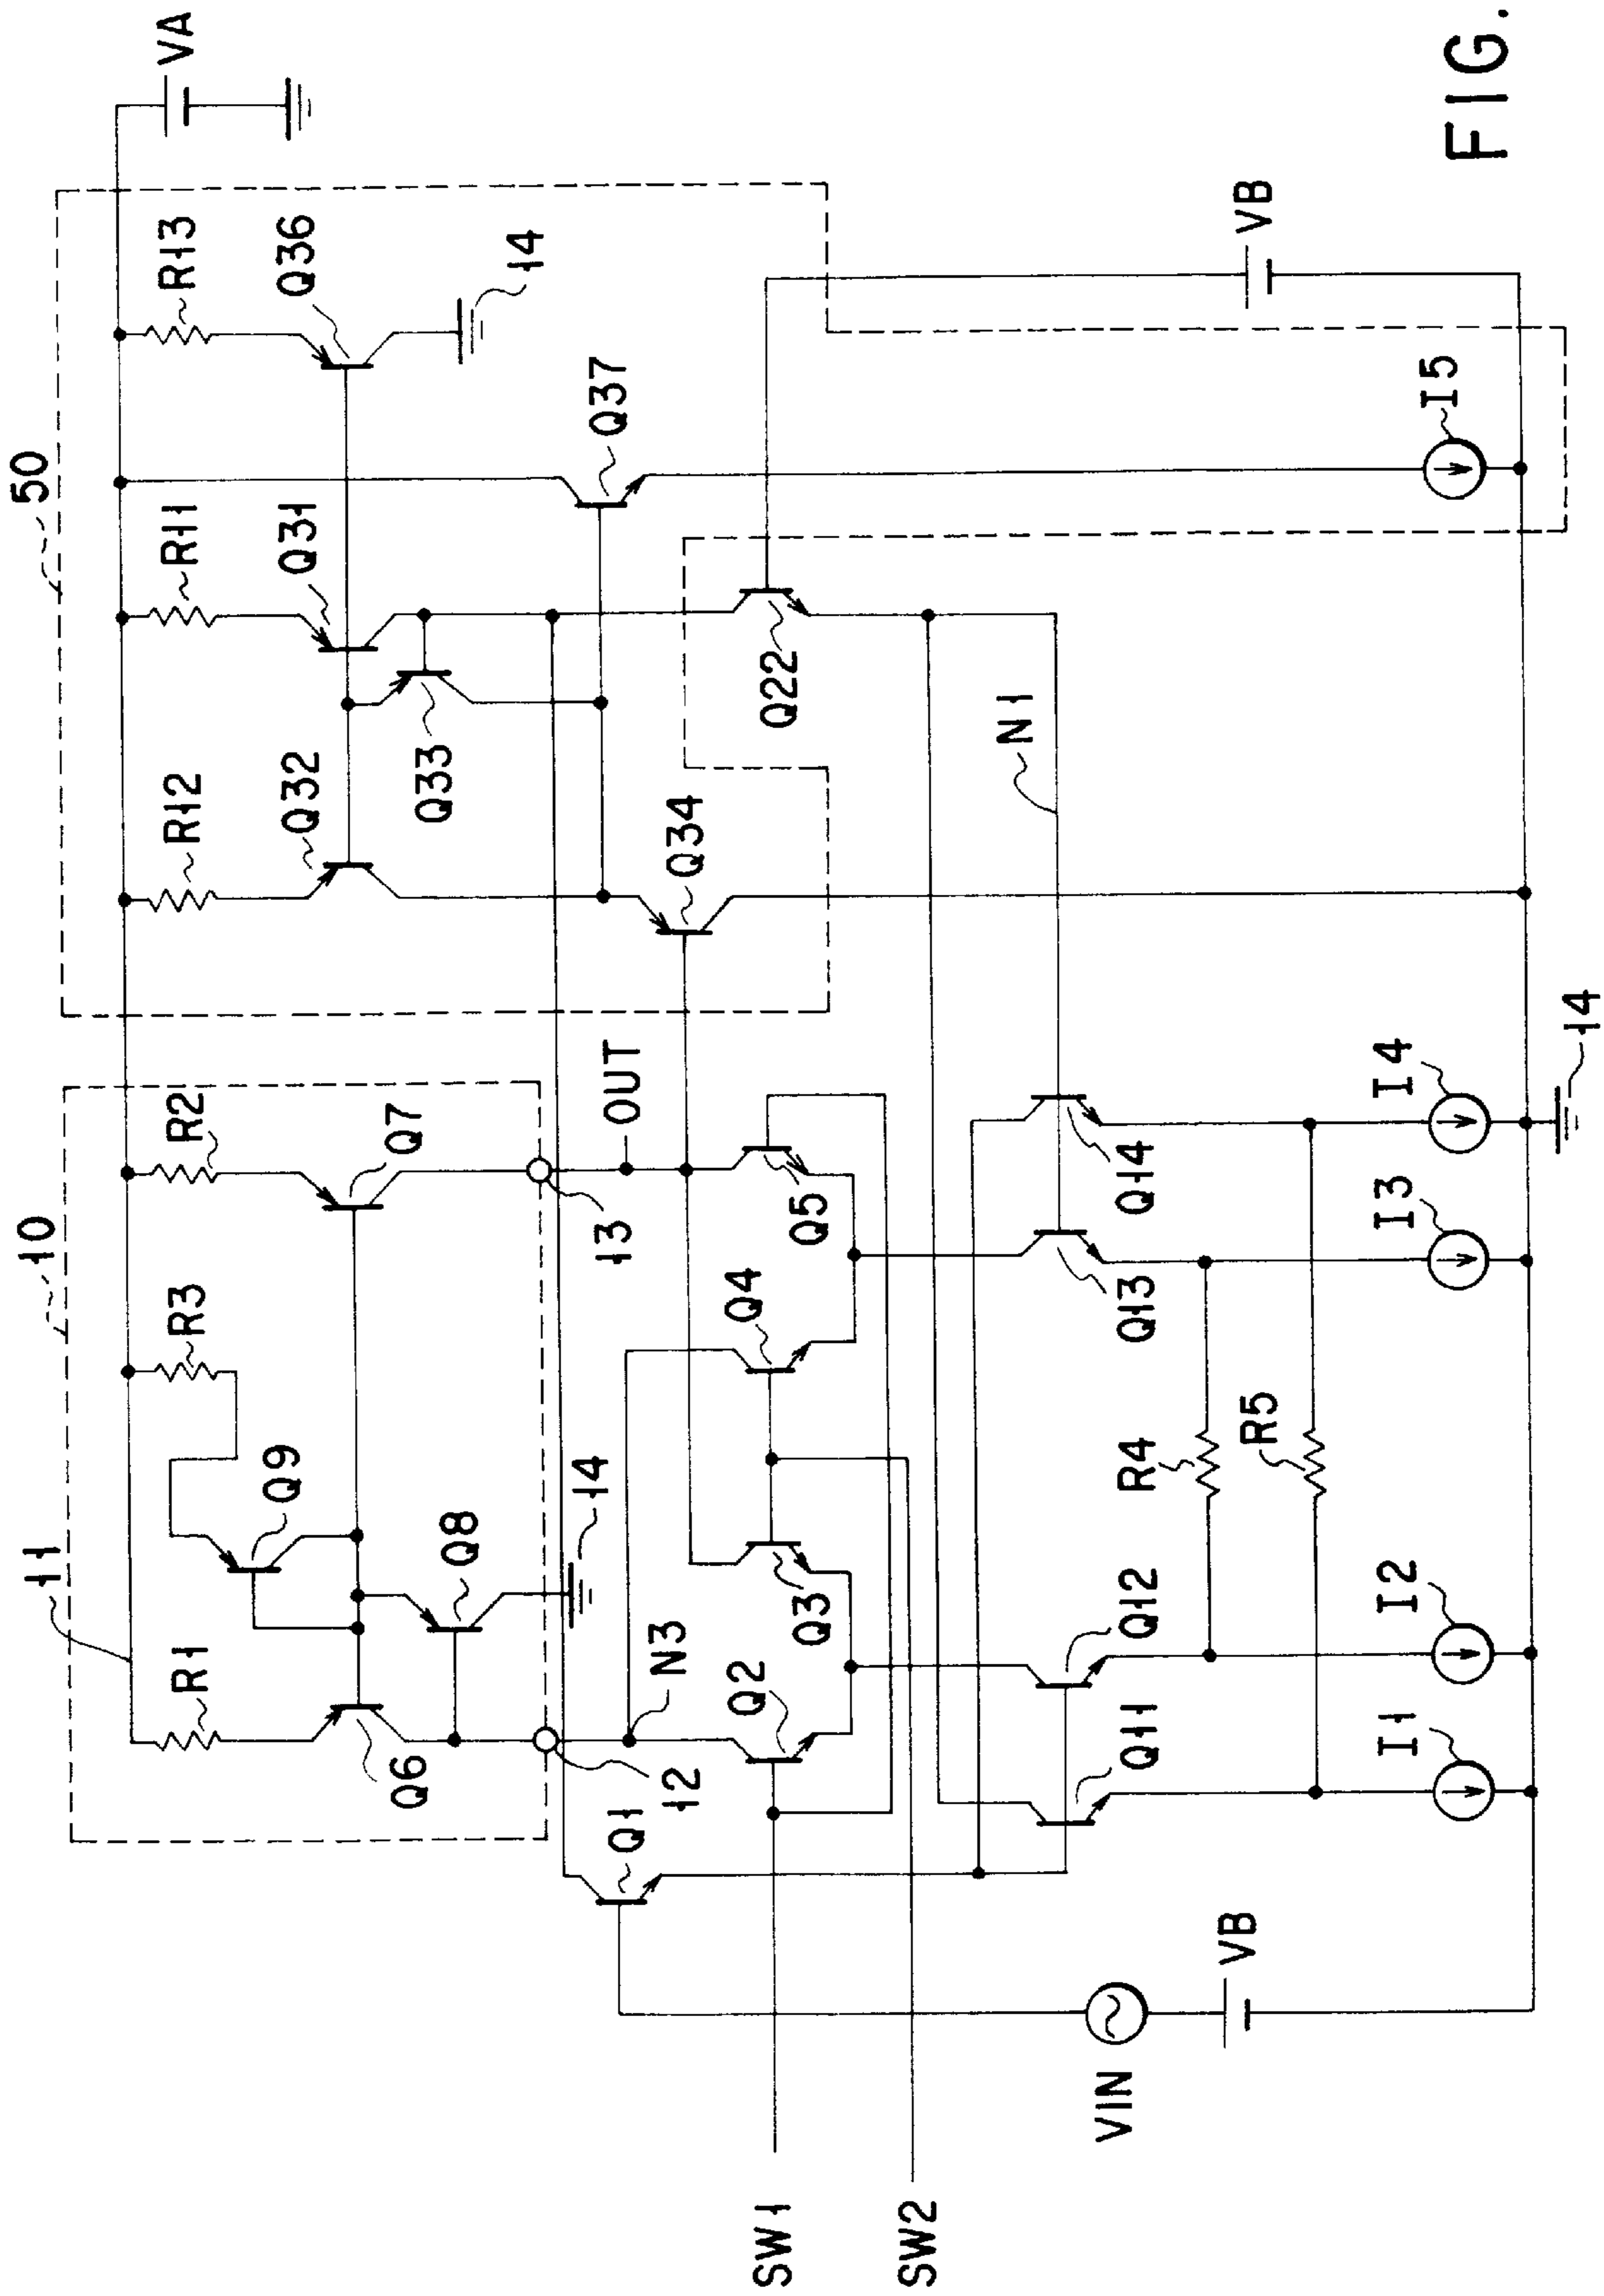 50
VA
R12
R11
R13
Q32
Q31
Q36
14
Q33
Q37
Q34
Q22
VB
N1
I5
10
11
R1
R3
R2
Q9
Q7
Q6
Q8
14
12
N3
13
OUT
Q1
Q2
Q3
Q4
Q5
SW1
SW2
Q11
Q12
Q13
Q14
R4
R5
VIN
VB
I1
I2
I3
I4
14
FIG.